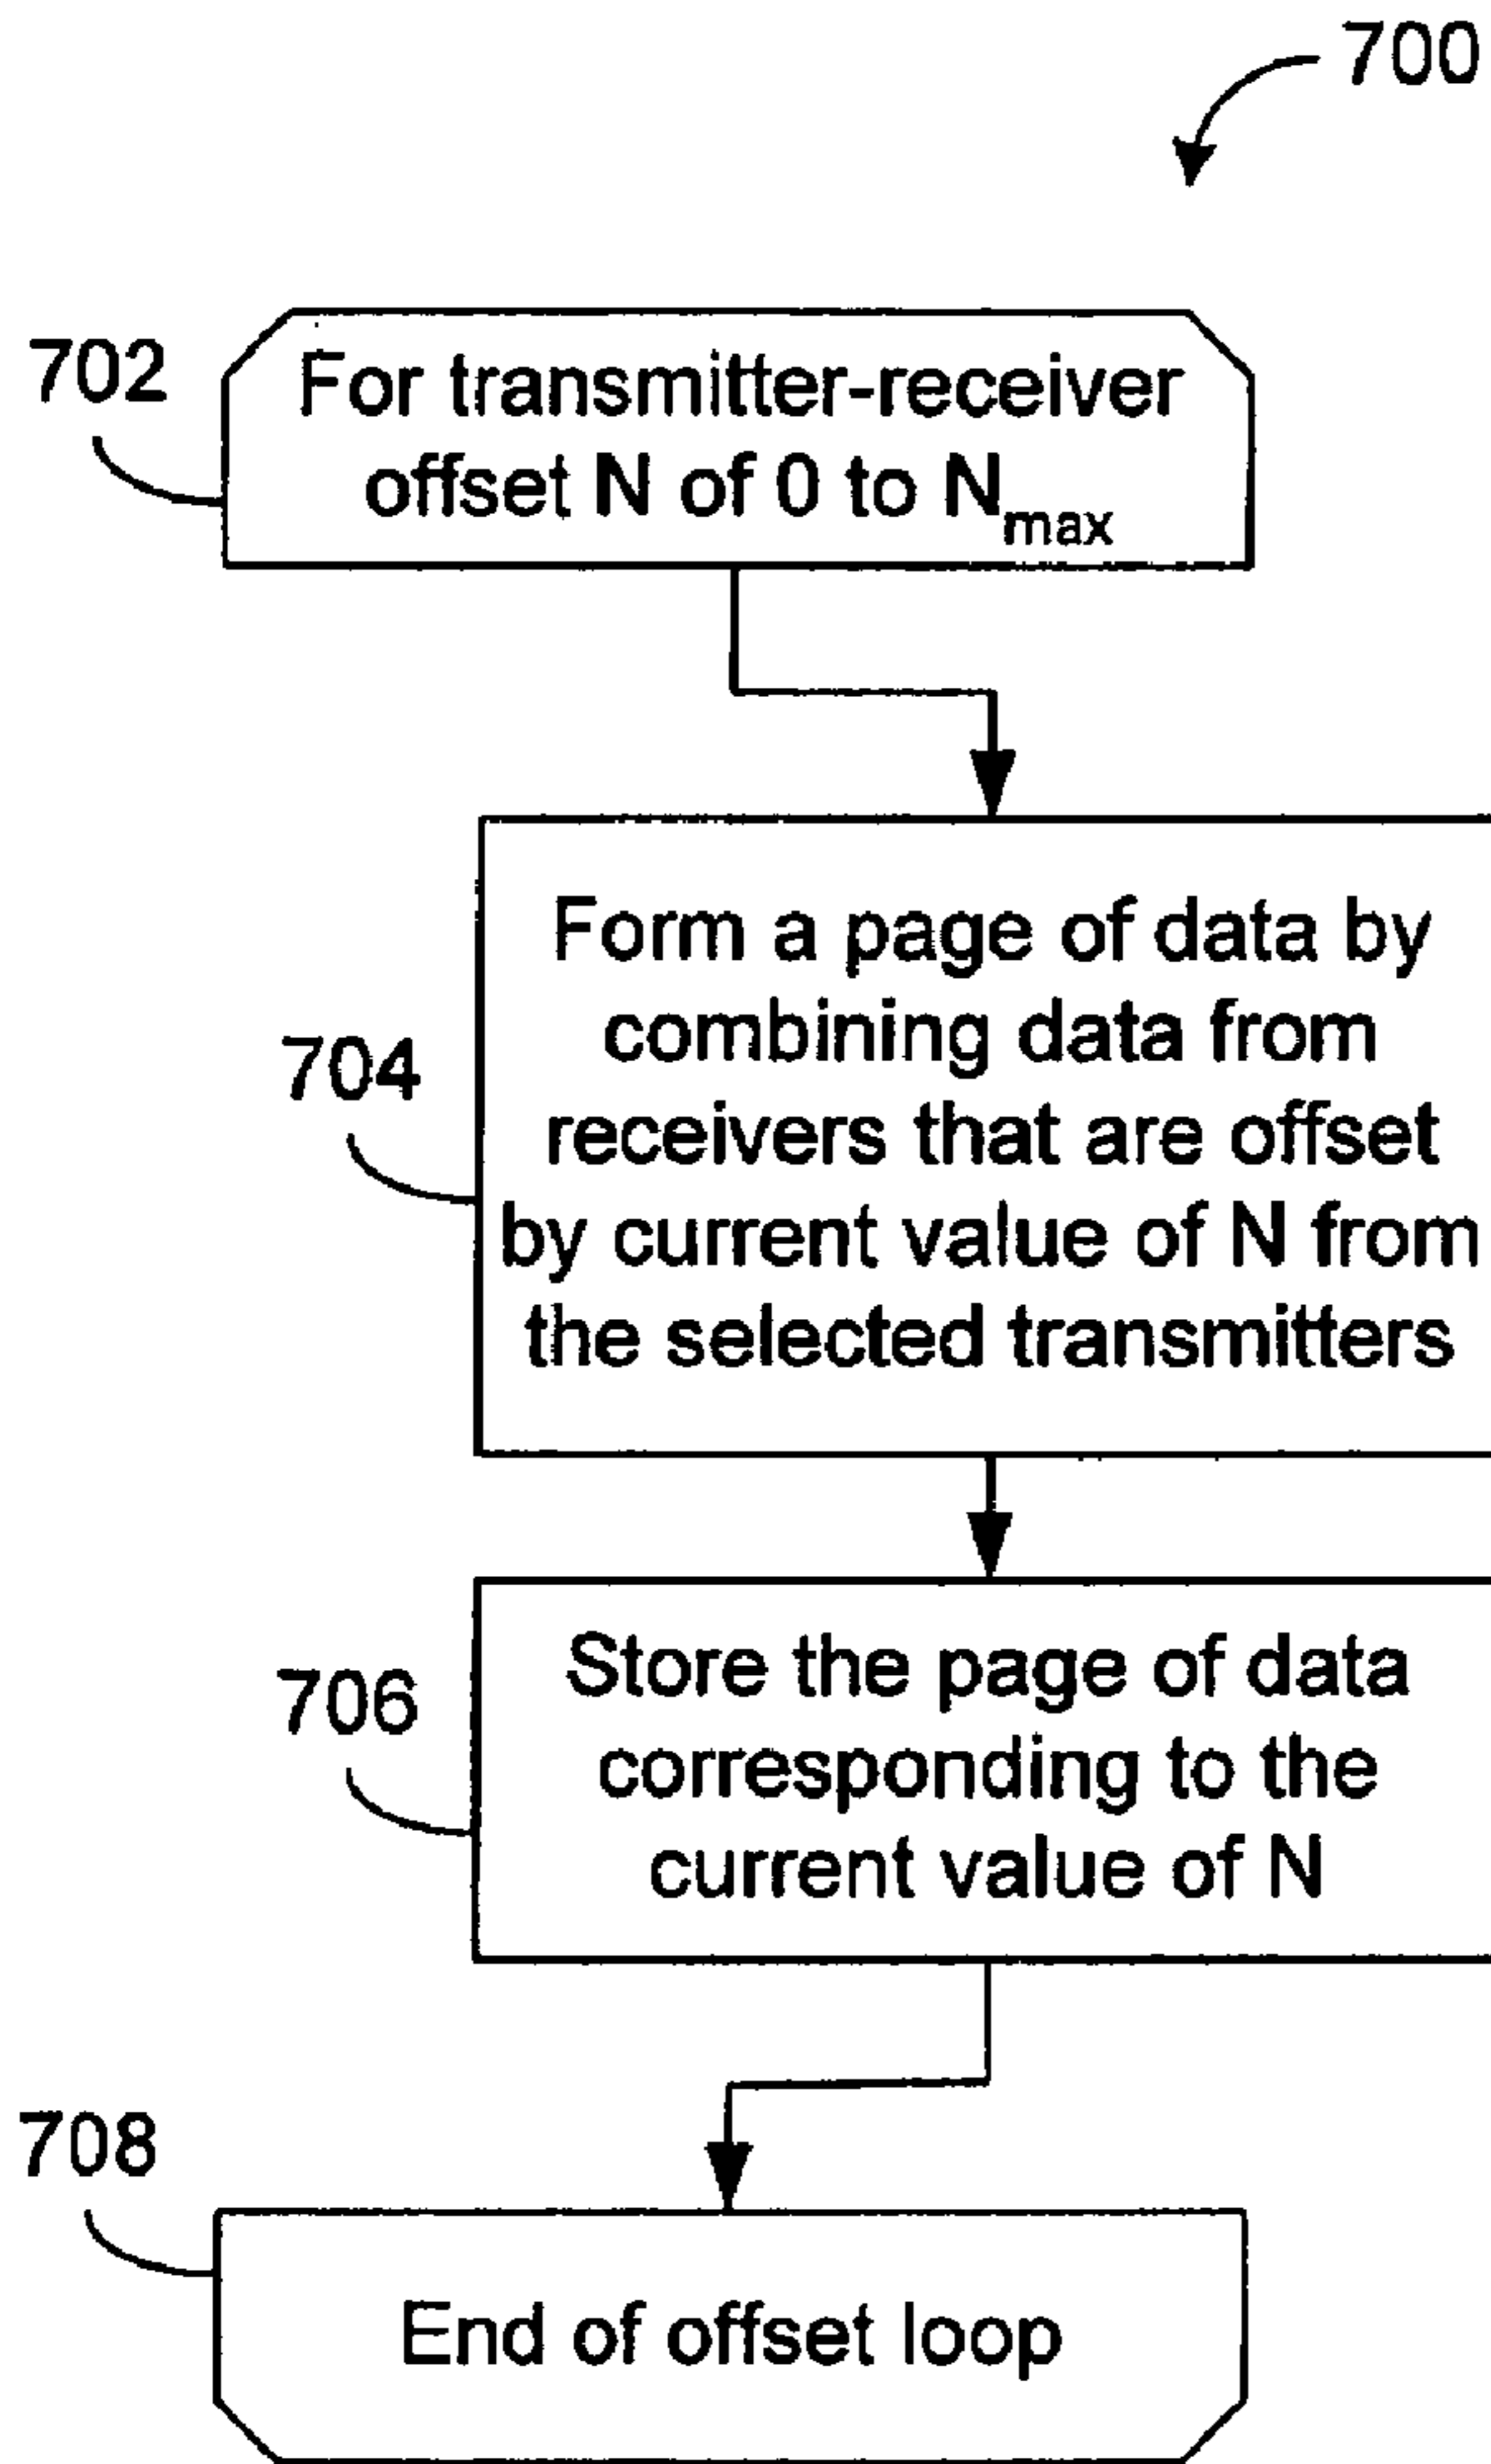 700
702
For transmitter-receiver
offset N of 0 to Nmax
704
Form a page of data by
combining data from
receivers that are offset
by current value of N from
the selected transmitters
706
Store the page of data
corresponding to the
current value of N
708
End of offset loop